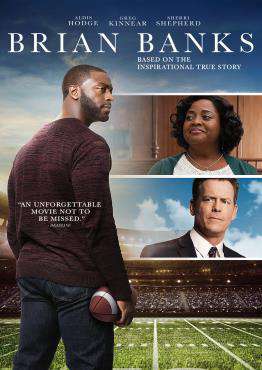 ALDIS HODGE
GREG KINNEAR
SHERRI SHEPHERD
BRIAN BANKS
BASED ON THE
INSPIRATIONAL TRUE STORY
"AN UNFORGETTABLE
MOVIE NOT TO
BE MISSED."
DEADLINE